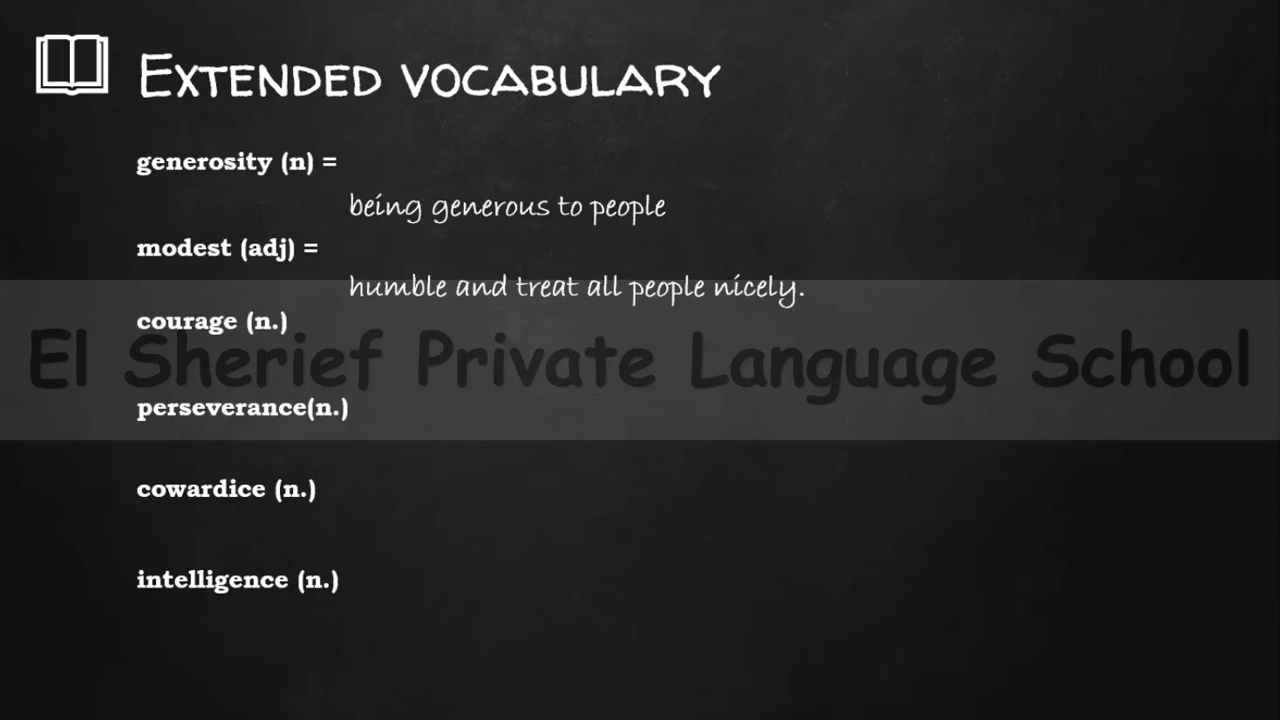 Extended vocabulary
generosity (n) =
being generous to people
modest (adj) =
humble and treat all people nicely.
courage (n.)
El Sherief Private Language School
perseverance(n.)
cowardice (n.)
intelligence (n.)